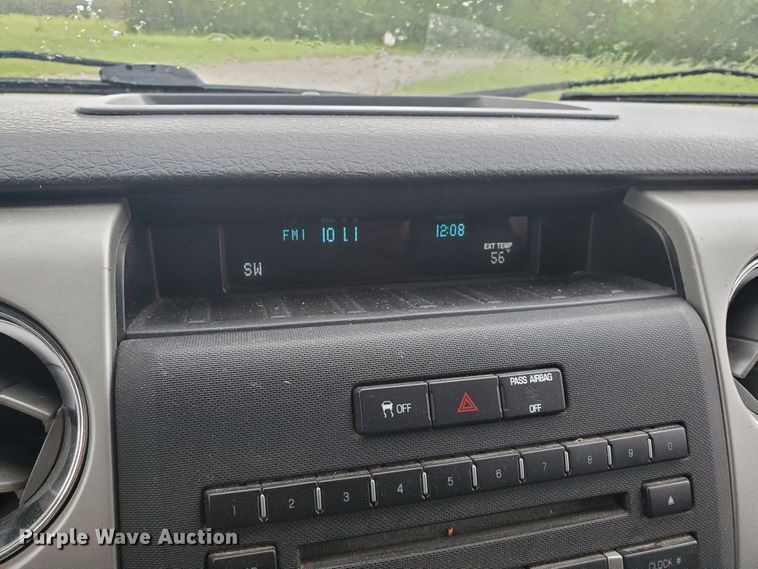 FM1 101.1 12:08
EXT TEMP
SW 56°
OFF PASS AIRBAG OFF
1 2 3 4 5 6 7 8 9 0
CLOCK #
Purple Wave Auction